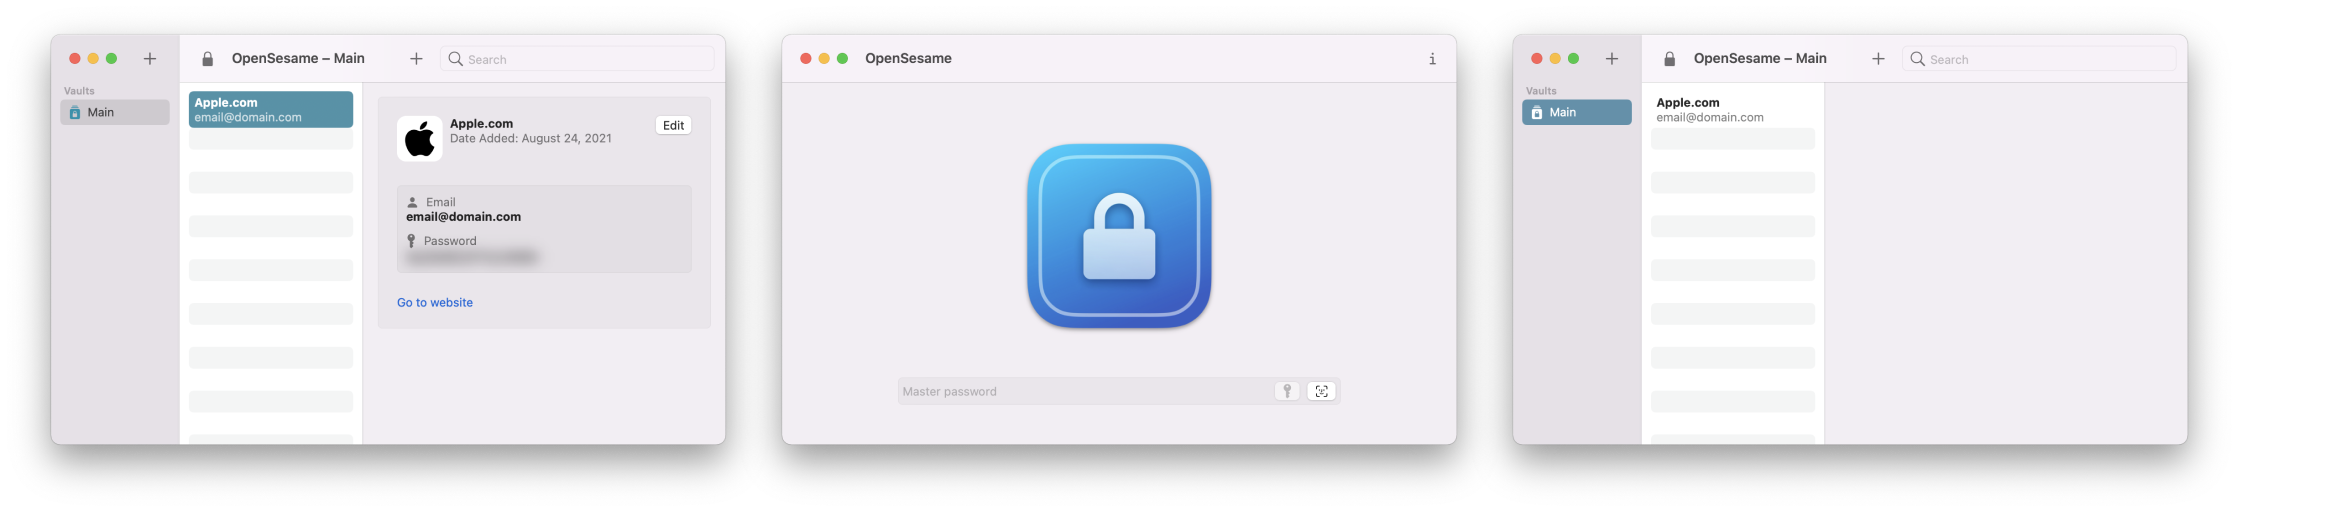 OpenSesame – Main
Search
Vaults
Main
Apple.com
email@domain.com
Apple.com
Date Added: August 24, 2021
Edit
Email
email@domain.com
Password
Go to website
OpenSesame
i
Master password
OpenSesame – Main
Search
Vaults
Main
Apple.com
email@domain.com